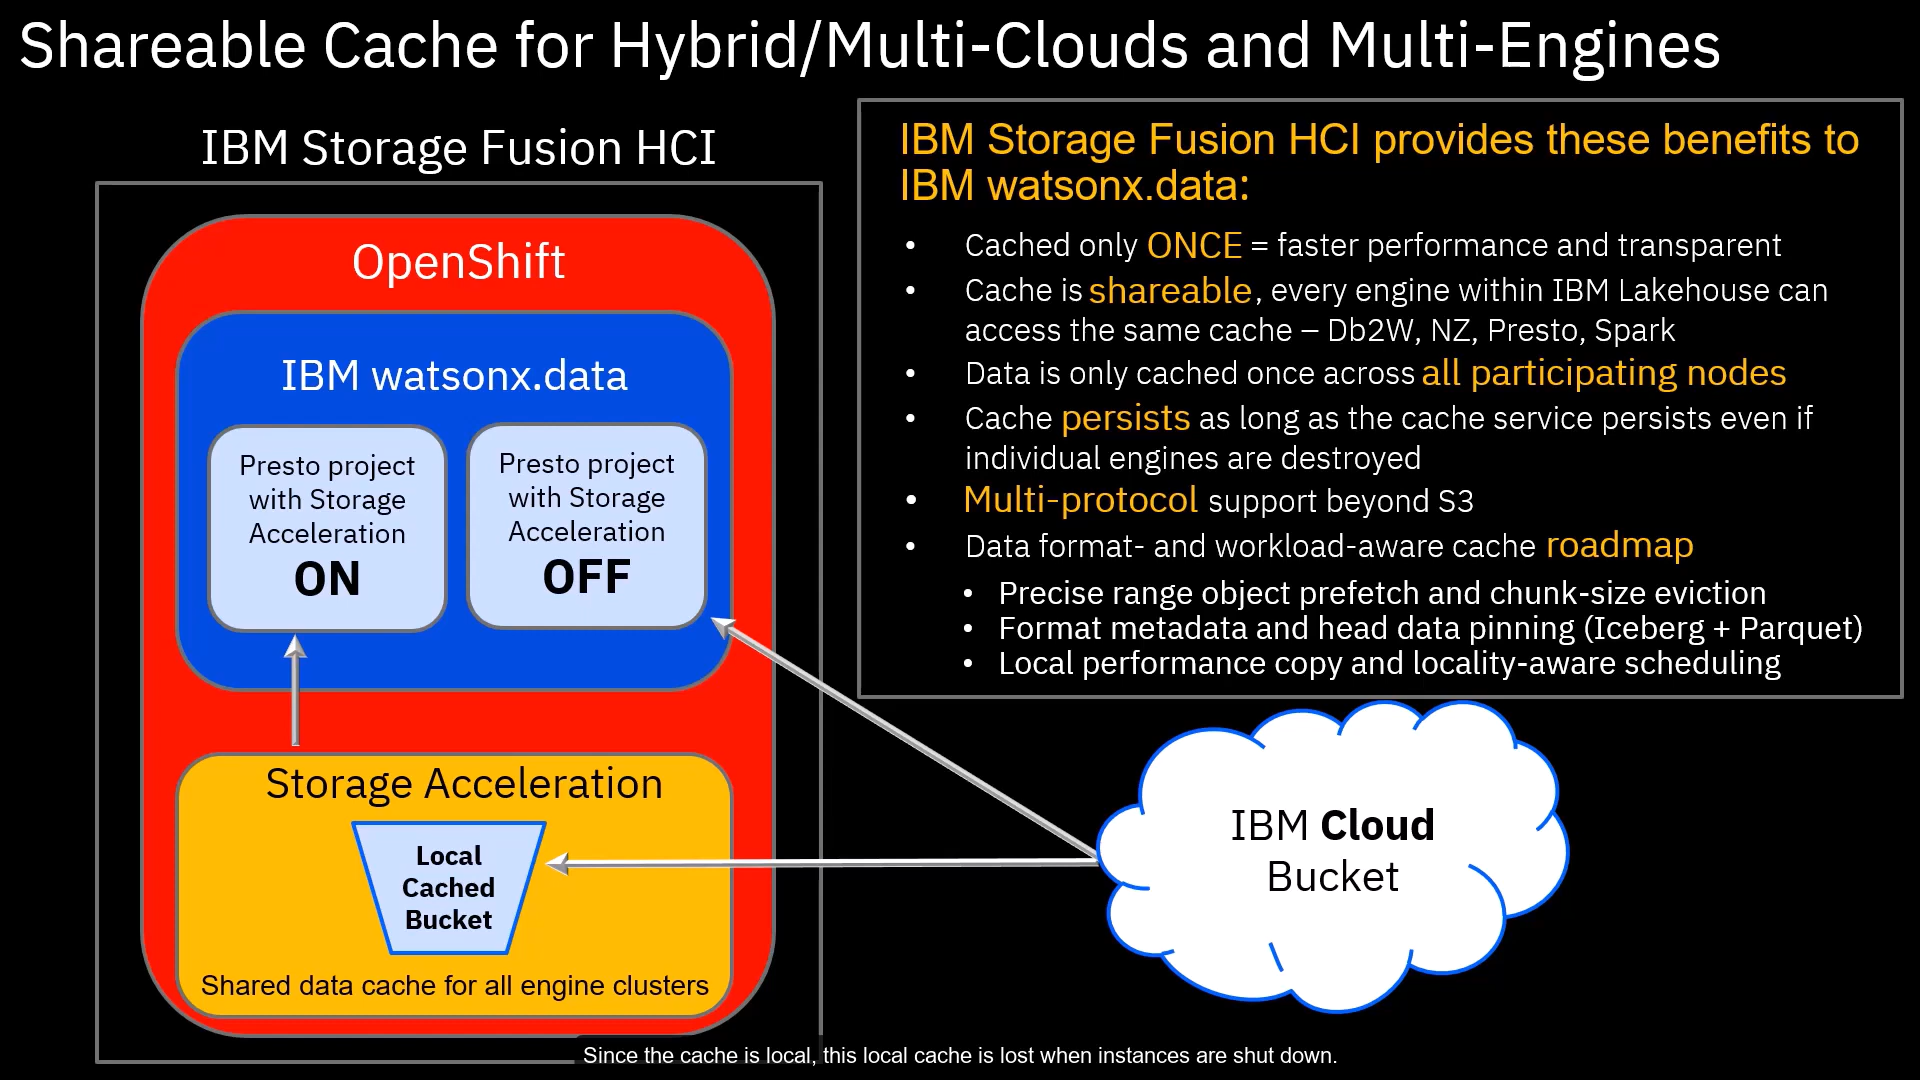 Shareable Cache for Hybrid/Multi-Clouds and Multi-Engines
IBM Storage Fusion HCI
OpenShift
IBM watsonx.data
Presto project
with Storage
Acceleration
ON
Presto project
with Storage
Acceleration
OFF
Storage Acceleration
Local
Cached
Bucket
Shared data cache for all engine clusters
IBM Storage Fusion HCI provides these benefits to
IBM watsonx.data:
• Cached only ONCE = faster performance and transparent
• Cache is shareable, every engine within IBM Lakehouse can
access the same cache – Db2W, NZ, Presto, Spark
• Data is only cached once across all participating nodes
• Cache persists as long as the cache service persists even if
individual engines are destroyed
• Multi-protocol support beyond S3
• Data format- and workload-aware cache roadmap
• Precise range object prefetch and chunk-size eviction
• Format metadata and head data pinning (Iceberg + Parquet)
• Local performance copy and locality-aware scheduling
IBM Cloud
Bucket
Since the cache is local, this local cache is lost when instances are shut down.